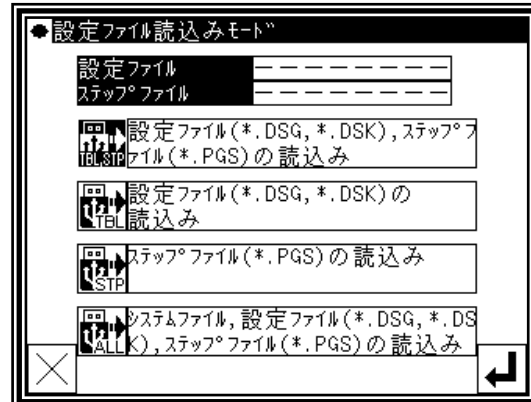 ●設定ファイル読込みモード
設定ファイル －－－－－－－－
ステップファイル －－－－－－－－
TBL,STP 設定ファイル(*.DSG,*.DSK),ステップフ
ァイル(*.PGS)の読込み
設定ファイル(*.DSG,*.DSK)の
TBL 読込み
ステップファイル(*.PGS)の読込み
STP
システムファイル,設定ファイル(*.DSG,*.DS
ALL K),ステップファイル(*.PGS)の読込み